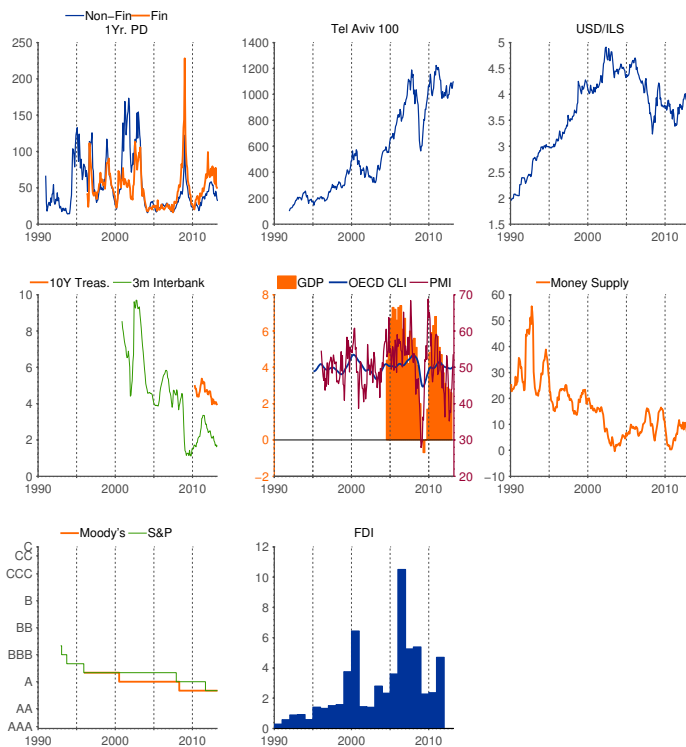 Non−Fin Fin
1Yr. PD
250
200
150
100
50
0
1990 2000 2010
Tel Aviv 100
1400
1200
1000
800
600
400
200
0
1990 2000 2010
USD/ILS
5
4.5
4
3.5
3
2.5
2
1.5
1990 2000 2010
10Y Treas. 3m Interbank
10
8
6
4
2
0
1990 2000 2010
GDP OECD CLI PMI
8 70
6 60
4 50
2 40
0 30
−2 20
1990 2000 2010
Money Supply
60
50
40
30
20
10
0
−10
1990 2000 2010
Moody's S&P
C
CC
CCC
B
BB
BBB
A
AA
AAA
1990 2000 2010
FDI
12
10
8
6
4
2
0
1990 2000 2010